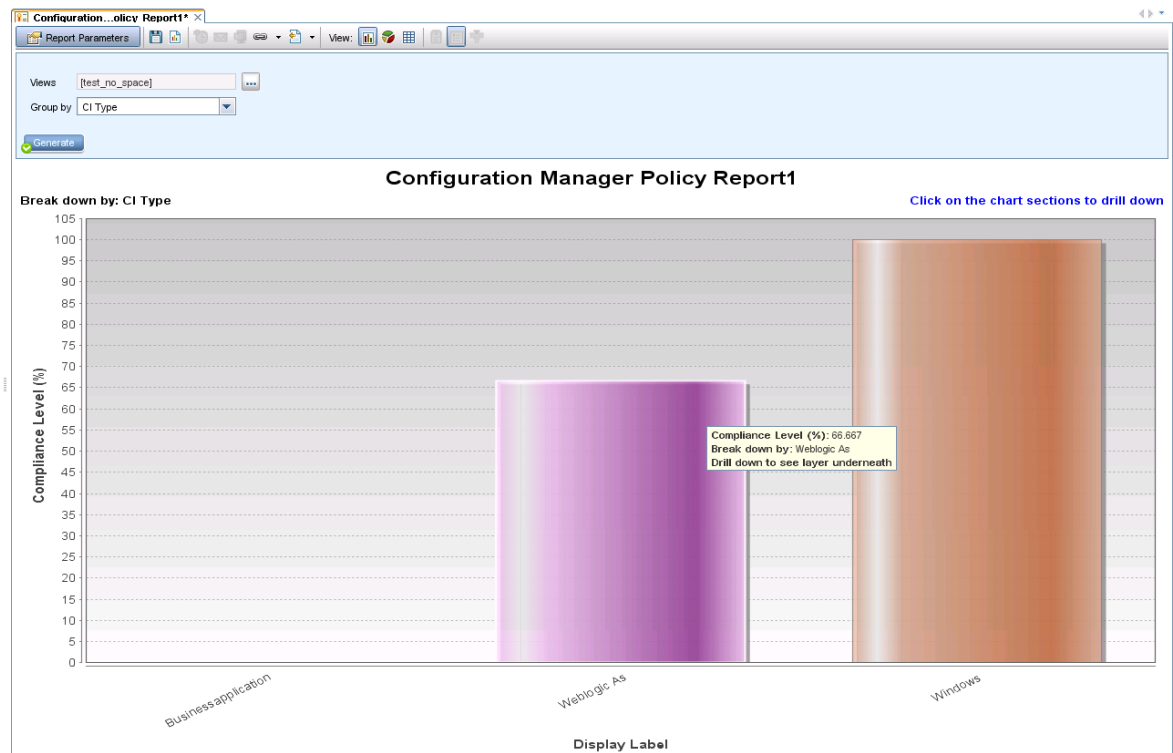 Configuration...olicy Report1*
Report Parameters
View:
Views [test_no_space] ...
Group by CI Type
Generate
Configuration Manager Policy Report1
Break down by: CI Type
Click on the chart sections to drill down
105
100
95
90
85
80
75
70
65
60
55
50
45
40
35
30
25
20
15
10
5
0
Compliance Level (%)
Compliance Level (%): 66.667
Break down by: Weblogic As
Drill down to see layer underneath
Businessapplication
Weblogic As
Windows
Display Label